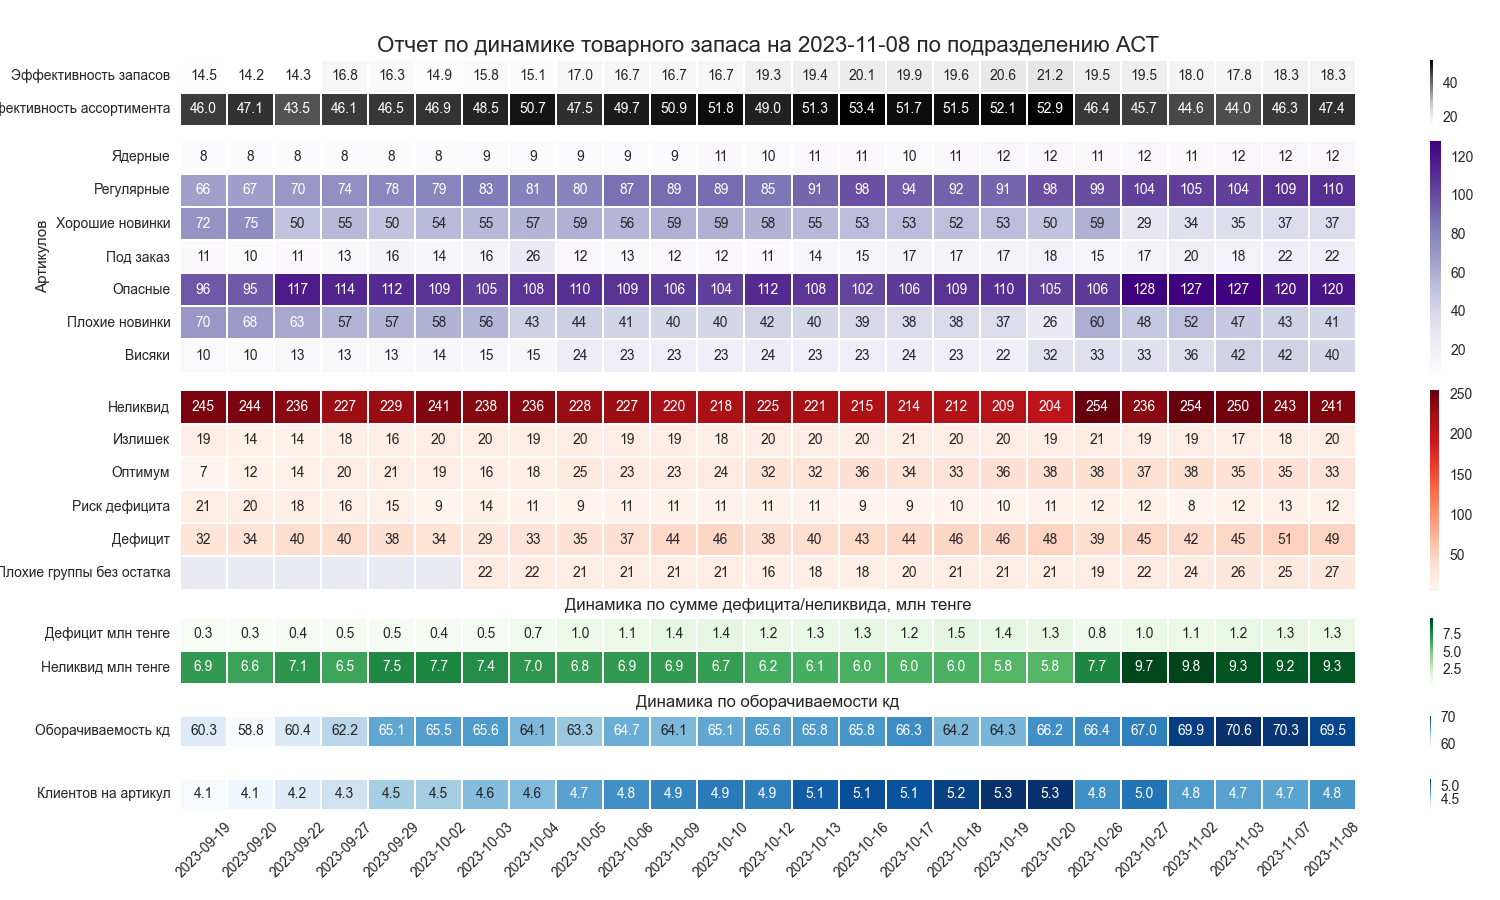 Отчет по динамике товарного запаса на 2023-11-08 по подразделению АСТ
Эффективность запасов 14.5 14.2 14.3 16.8 16.3 14.9 15.8 15.1 17.0 16.7 16.7 16.7 19.3 19.4 20.1 19.9 19.6 20.6 21.2 19.5 19.5 18.0 17.8 18.3 18.3
фективность ассортимента 46.0 47.1 43.5 46.1 46.5 46.9 48.5 50.7 47.5 49.7 50.9 51.8 49.0 51.3 53.4 51.7 51.5 52.1 52.9 46.4 45.7 44.6 44.0 46.3 47.4
40
20
Артикулов
Ядерные 8 8 8 8 8 8 9 9 9 9 9 11 10 11 11 10 11 12 12 11 12 11 12 12 12
Регулярные 66 67 70 74 78 79 83 81 80 87 89 89 85 91 98 94 92 91 98 99 104 105 104 109 110
Хорошие новинки 72 75 50 55 50 54 55 57 59 56 59 59 58 55 53 53 52 53 50 59 29 34 35 37 37
Под заказ 11 10 11 13 16 14 16 26 12 13 12 12 11 14 15 17 17 17 18 15 17 20 18 22 22
Опасные 96 95 117 114 112 109 105 108 110 109 106 104 112 108 102 106 109 110 105 106 128 127 127 120 120
Плохие новинки 70 68 63 57 57 58 56 43 44 41 40 40 42 40 39 38 38 37 26 60 48 52 47 43 41
Висяки 10 10 13 13 13 14 15 15 24 23 23 23 24 23 23 24 23 22 32 33 33 36 42 42 40
120
100
80
60
40
20
Неликвид 245 244 236 227 229 241 238 236 228 227 220 218 225 221 215 214 212 209 204 254 236 254 250 243 241
Излишек 19 14 14 18 16 20 20 19 20 19 19 18 20 20 20 21 20 20 19 21 19 19 17 18 20
Оптимум 7 12 14 20 21 19 16 18 25 23 23 24 32 32 36 34 33 36 38 38 37 38 35 35 33
Риск дефицита 21 20 18 16 15 9 14 11 9 11 11 11 11 11 9 9 10 10 11 12 12 8 12 13 12
Дефицит 32 34 40 40 38 34 29 33 35 37 44 46 38 40 43 44 46 46 48 39 45 42 45 51 49
Плохие группы без остатка 22 22 21 21 21 21 16 18 18 20 21 21 21 19 22 24 26 25 27
250
200
150
100
50
Динамика по сумме дефицита/неликвида, млн тенге
Дефицит млн тенге 0.3 0.3 0.4 0.5 0.5 0.4 0.5 0.7 1.0 1.1 1.4 1.4 1.2 1.3 1.3 1.2 1.5 1.4 1.3 0.8 1.0 1.1 1.2 1.3 1.3
Неликвид млн тенге 6.9 6.6 7.1 6.5 7.5 7.7 7.4 7.0 6.8 6.9 6.9 6.7 6.2 6.1 6.0 6.0 6.0 5.8 5.8 7.7 9.7 9.8 9.3 9.2 9.3
7.5
5.0
2.5
Динамика по оборачиваемости кд
Оборачиваемость кд 60.3 58.8 60.4 62.2 65.1 65.5 65.6 64.1 63.3 64.7 64.1 65.1 65.6 65.8 65.8 66.3 64.2 64.3 66.2 66.4 67.0 69.9 70.6 70.3 69.5
70
60
Клиентов на артикул 4.1 4.1 4.2 4.3 4.5 4.5 4.6 4.6 4.7 4.8 4.9 4.9 4.9 5.1 5.1 5.1 5.2 5.3 5.3 4.8 5.0 4.8 4.7 4.7 4.8
5.0
4.5
2023-09-19 2023-09-20 2023-09-22 2023-09-27 2023-09-29 2023-10-02 2023-10-03 2023-10-04 2023-10-05 2023-10-06 2023-10-09 2023-10-10 2023-10-12 2023-10-13 2023-10-16 2023-10-17 2023-10-18 2023-10-19 2023-10-20 2023-10-26 2023-10-27 2023-11-02 2023-11-03 2023-11-07 2023-11-08